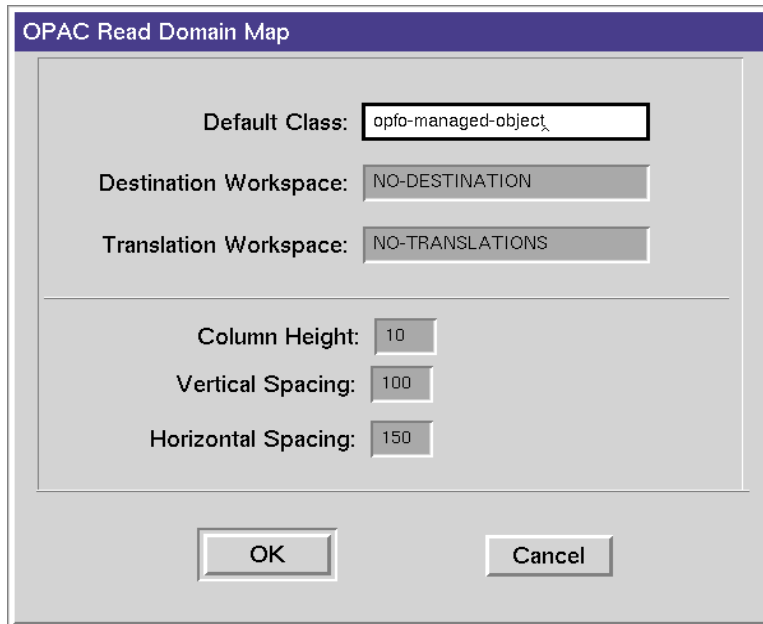 OPAC Read Domain Map
Default Class: opfo-managed-object
Destination Workspace: NO-DESTINATION
Translation Workspace: NO-TRANSLATIONS
Column Height: 10
Vertical Spacing: 100
Horizontal Spacing: 150
OK Cancel